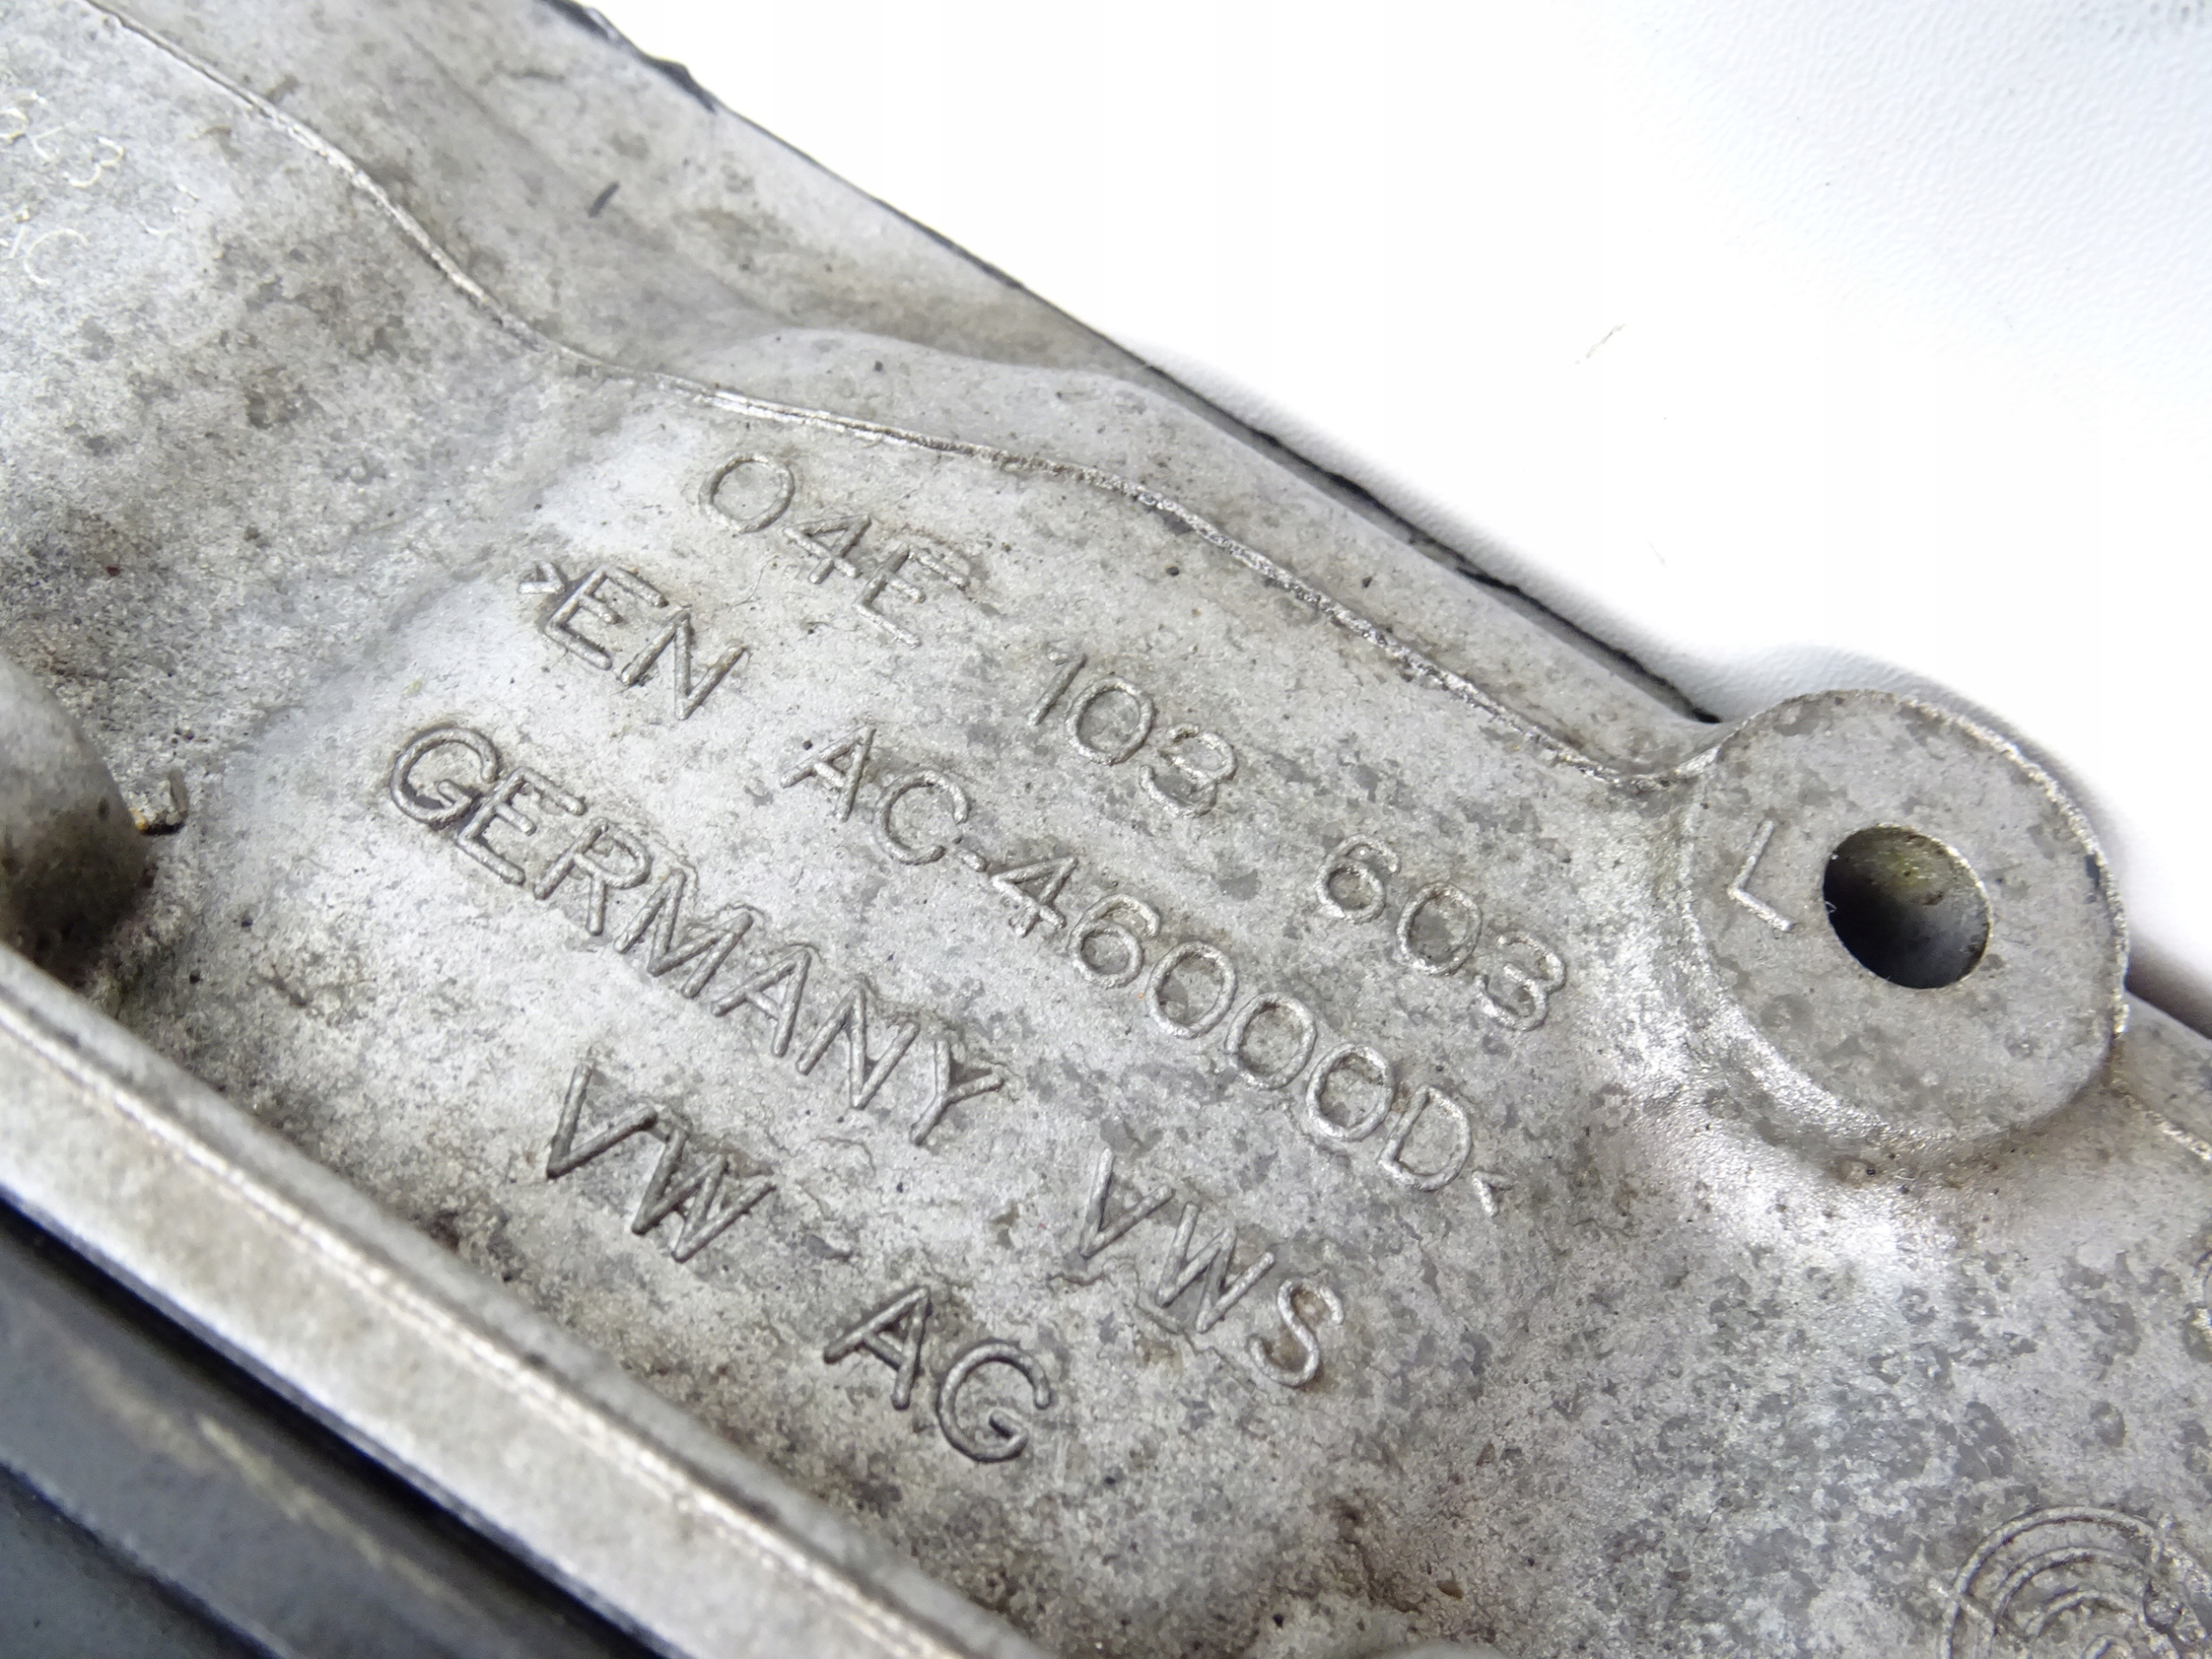 04E 103 603
>EN AC-46000D<
GERMANY VWS
VW AG
L